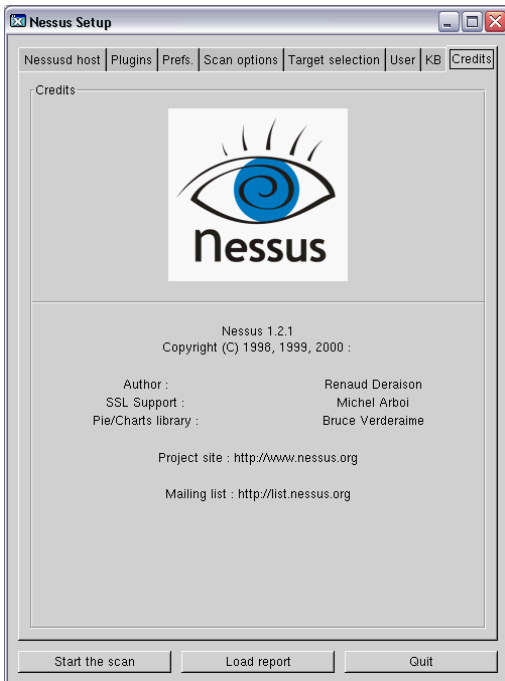 Nessus Setup
Nessusd host Plugins Prefs. Scan options Target selection User KB Credits
Credits
nessus
Nessus 1.2.1
Copyright (C) 1998, 1999, 2000 :
Author : Renaud Deraison
SSL Support : Michel Arboi
Pie/Charts library : Bruce Verderaime
Project site : http://www.nessus.org
Mailing list : http://list.nessus.org
Start the scan Load report Quit